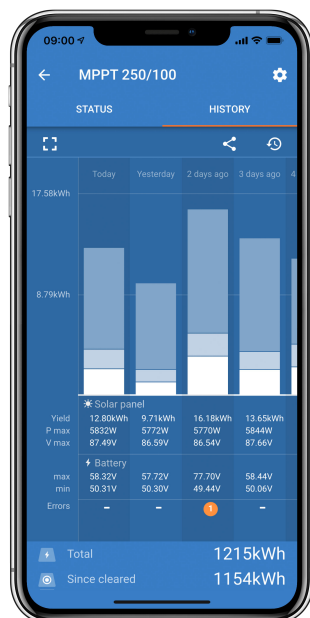 09:00
MPPT 250/100
STATUS HISTORY
Today Yesterday 2 days ago 3 days ago 4
17.58kWh
8.79kWh
Solar panel
Yield 12.80kWh 9.71kWh 16.18kWh 13.65kWh
P max 5832W 5772W 5770W 5844W
V max 87.49V 86.59V 86.54V 87.66V
Battery
max 58.32V 57.72V 77.70V 58.44V
min 50.31V 50.30V 49.44V 50.06V
Errors – – 1 –
Total 1215kWh
Since cleared 1154kWh